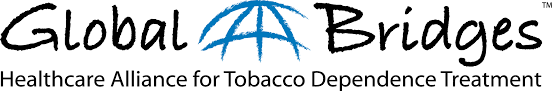 Global Bridges™
Healthcare Alliance for Tobacco Dependence Treatment